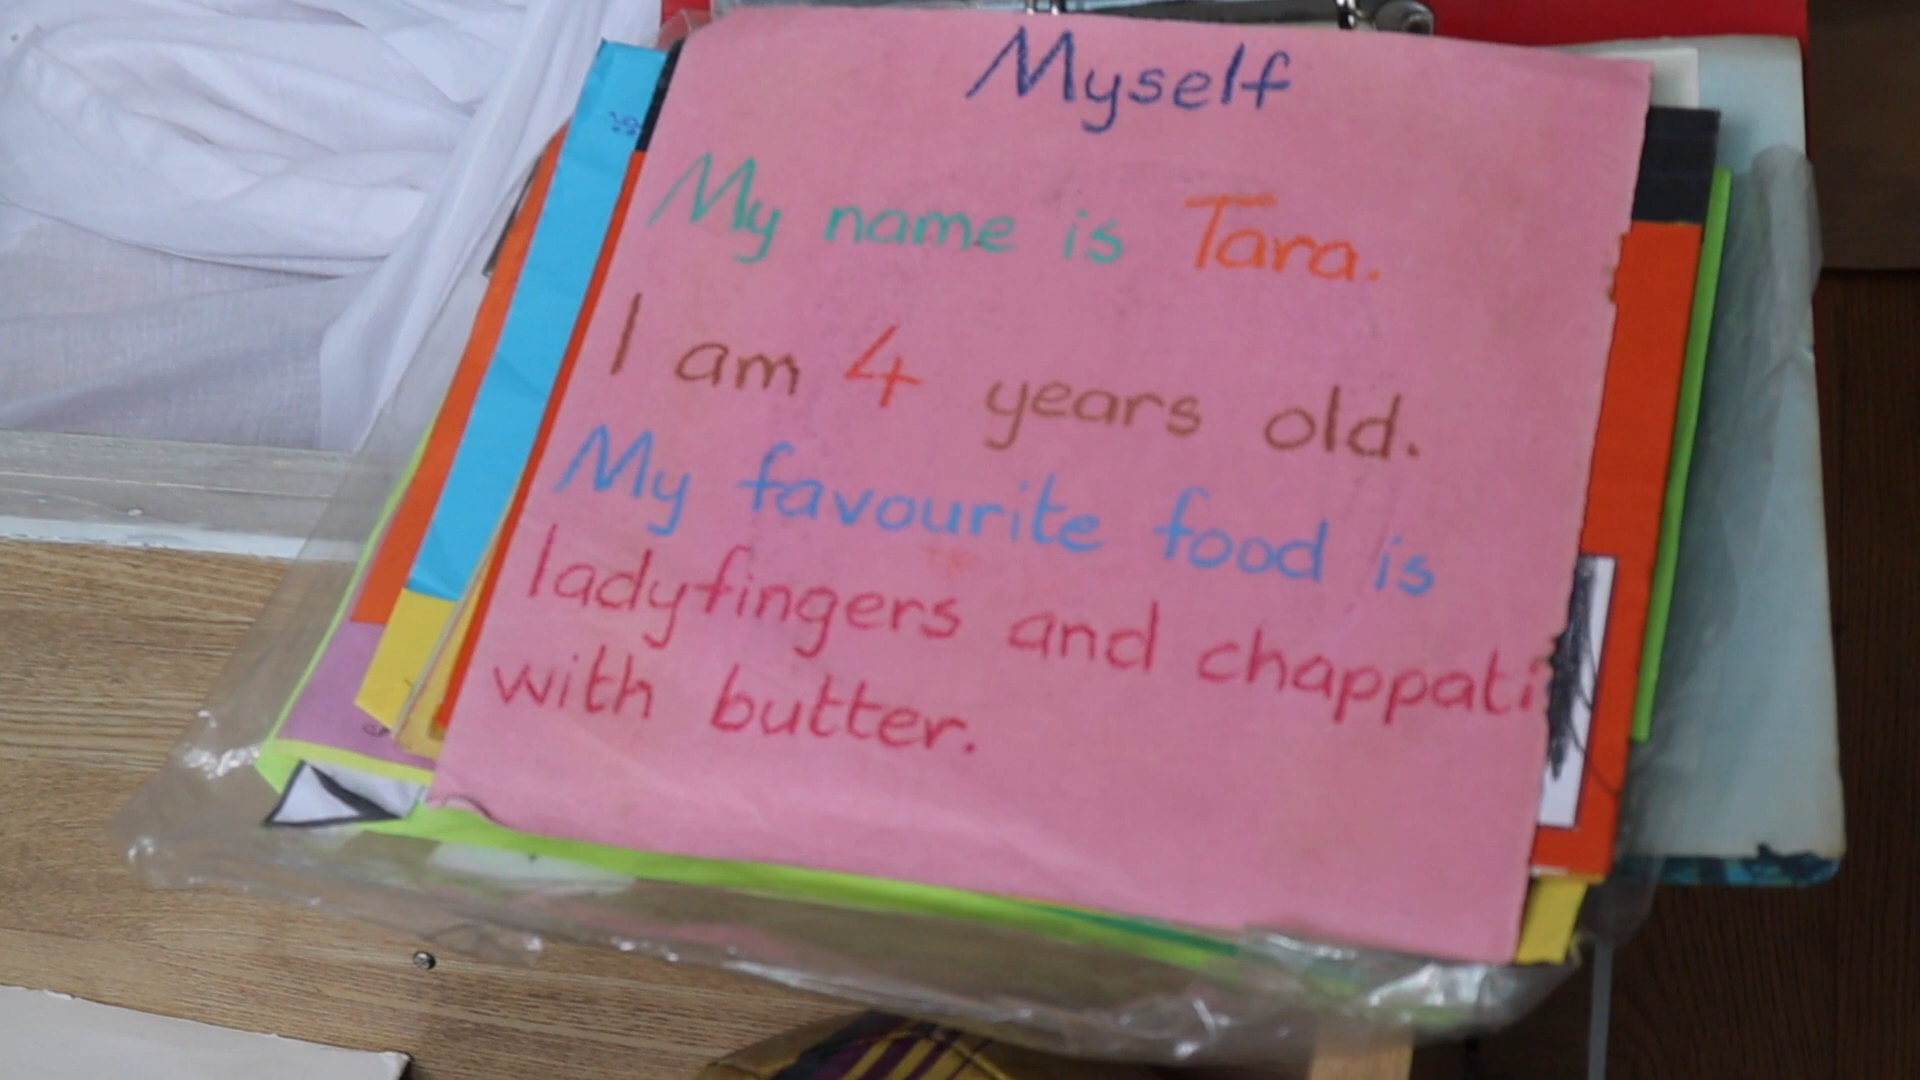 Myself
My name is Tara.
I am 4 years old.
My favourite food is
ladyfingers and chappati
with butter.